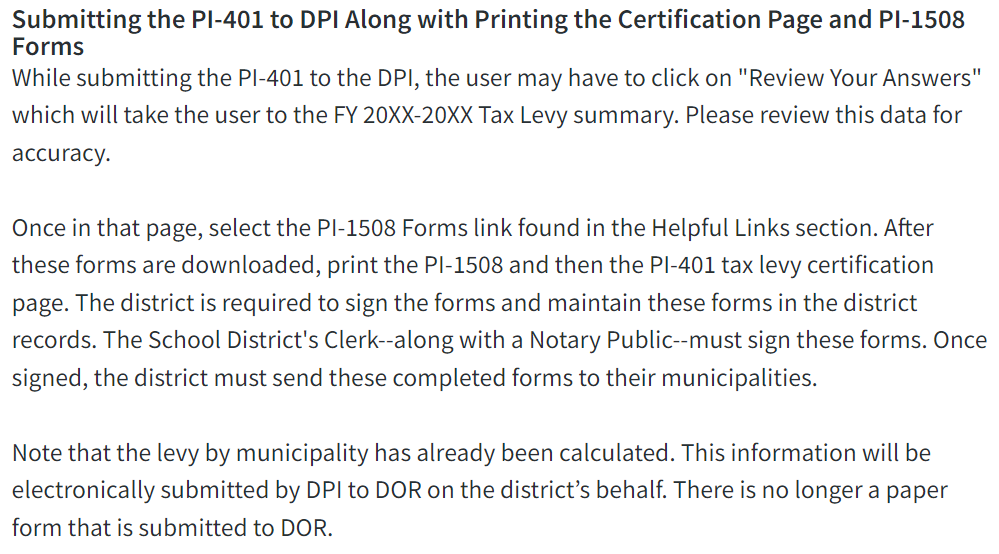 Submitting the PI-401 to DPI Along with Printing the Certification Page and PI-1508
Forms
While submitting the PI-401 to the DPI, the user may have to click on "Review Your Answers"
which will take the user to the FY 20XX-20XX Tax Levy summary. Please review this data for
accuracy.
Once in that page, select the PI-1508 Forms link found in the Helpful Links section. After
these forms are downloaded, print the PI-1508 and then the PI-401 tax levy certification
page. The district is required to sign the forms and maintain these forms in the district
records. The School District's Clerk--along with a Notary Public--must sign these forms. Once
signed, the district must send these completed forms to their municipalities.
Note that the levy by municipality has already been calculated. This information will be
electronically submitted by DPI to DOR on the district’s behalf. There is no longer a paper
form that is submitted to DOR.